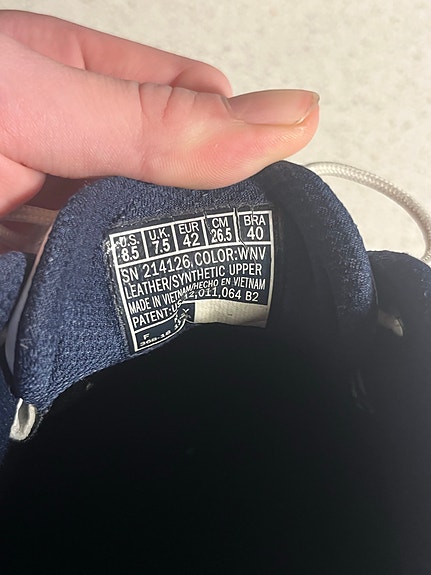 U.S. U.K. EUR CM BRA
8.5 7.5 42 26.5 40
SN 214126, COLOR:WNV
LEATHER/SYNTHETIC UPPER
MADE IN VIETNAM/HECHO EN VIETNAM
PATENT:US 12,011,064 B2
F